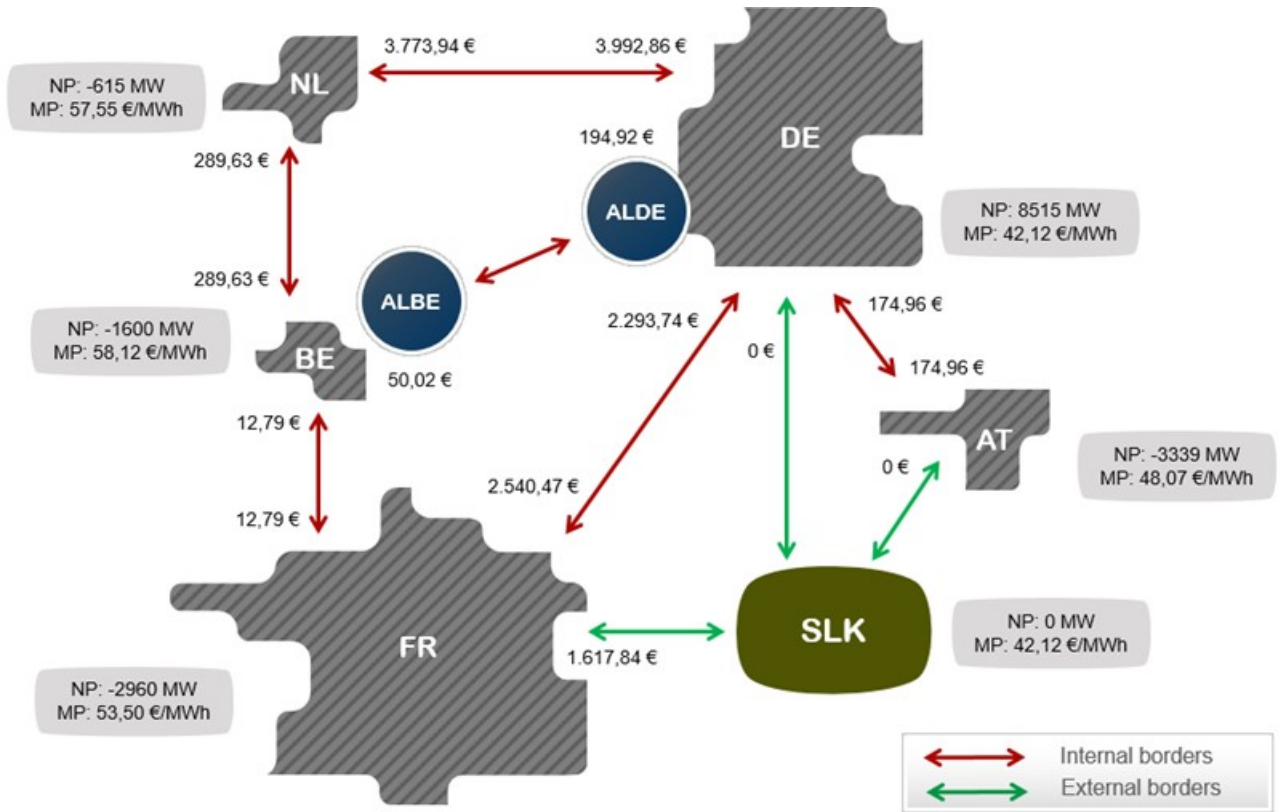 3.773,94 €
3.992,86 €
NL
NP: -615 MW
MP: 57,55 €/MWh
DE
194,92 €
289,63 €
ALDE
NP: 8515 MW
MP: 42,12 €/MWh
289,63 €
ALBE
174,96 €
2.293,74 €
NP: -1600 MW
MP: 58,12 €/MWh
BE
0 €
174,96 €
50,02 €
12,79 €
AT
NP: -3339 MW
MP: 48,07 €/MWh
0 €
2.540,47 €
12,79 €
SLK
NP: 0 MW
MP: 42,12 €/MWh
FR
1.617,84 €
NP: -2960 MW
MP: 53,50 €/MWh
Internal borders
External borders